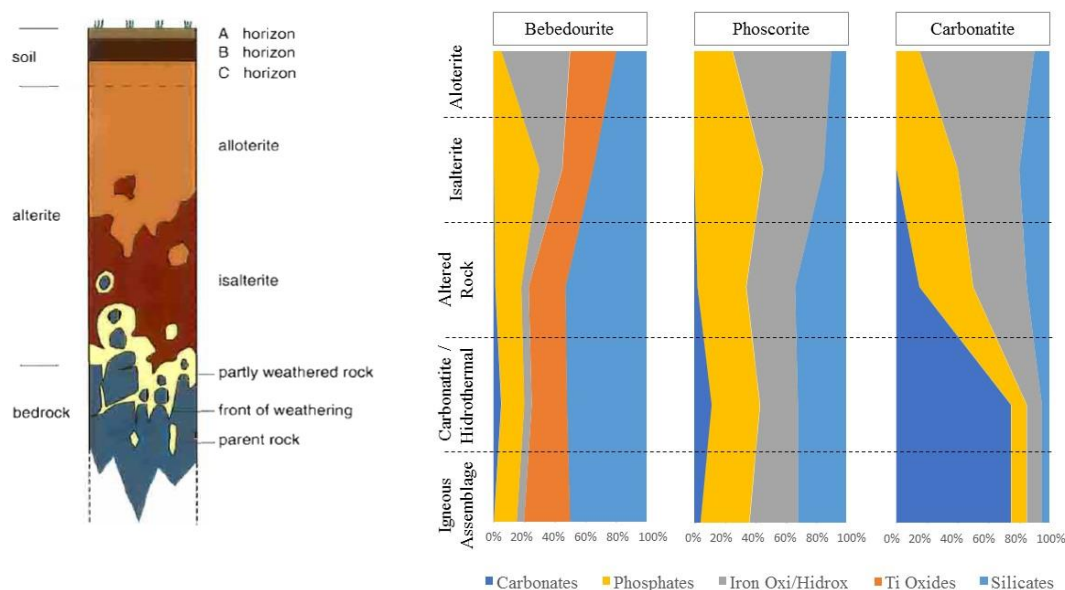 A horizon
soil
B horizon
C horizon
alloterite
alterite
isalterite
partly weathered rock
bedrock
front of weathering
parent rock
Bebedourite
Phoscorite
Carbonatite
Aloterite
Isalterite
Altered
Rock
Carbonatite /
Hidrothermal
Igneous
Assemblage
0% 20% 40% 60% 80% 100%
0% 20% 40% 60% 80% 100%
0% 20% 40% 60% 80% 100%
Carbonates Phosphates Iron Oxi/Hidrox Ti Oxides Silicates